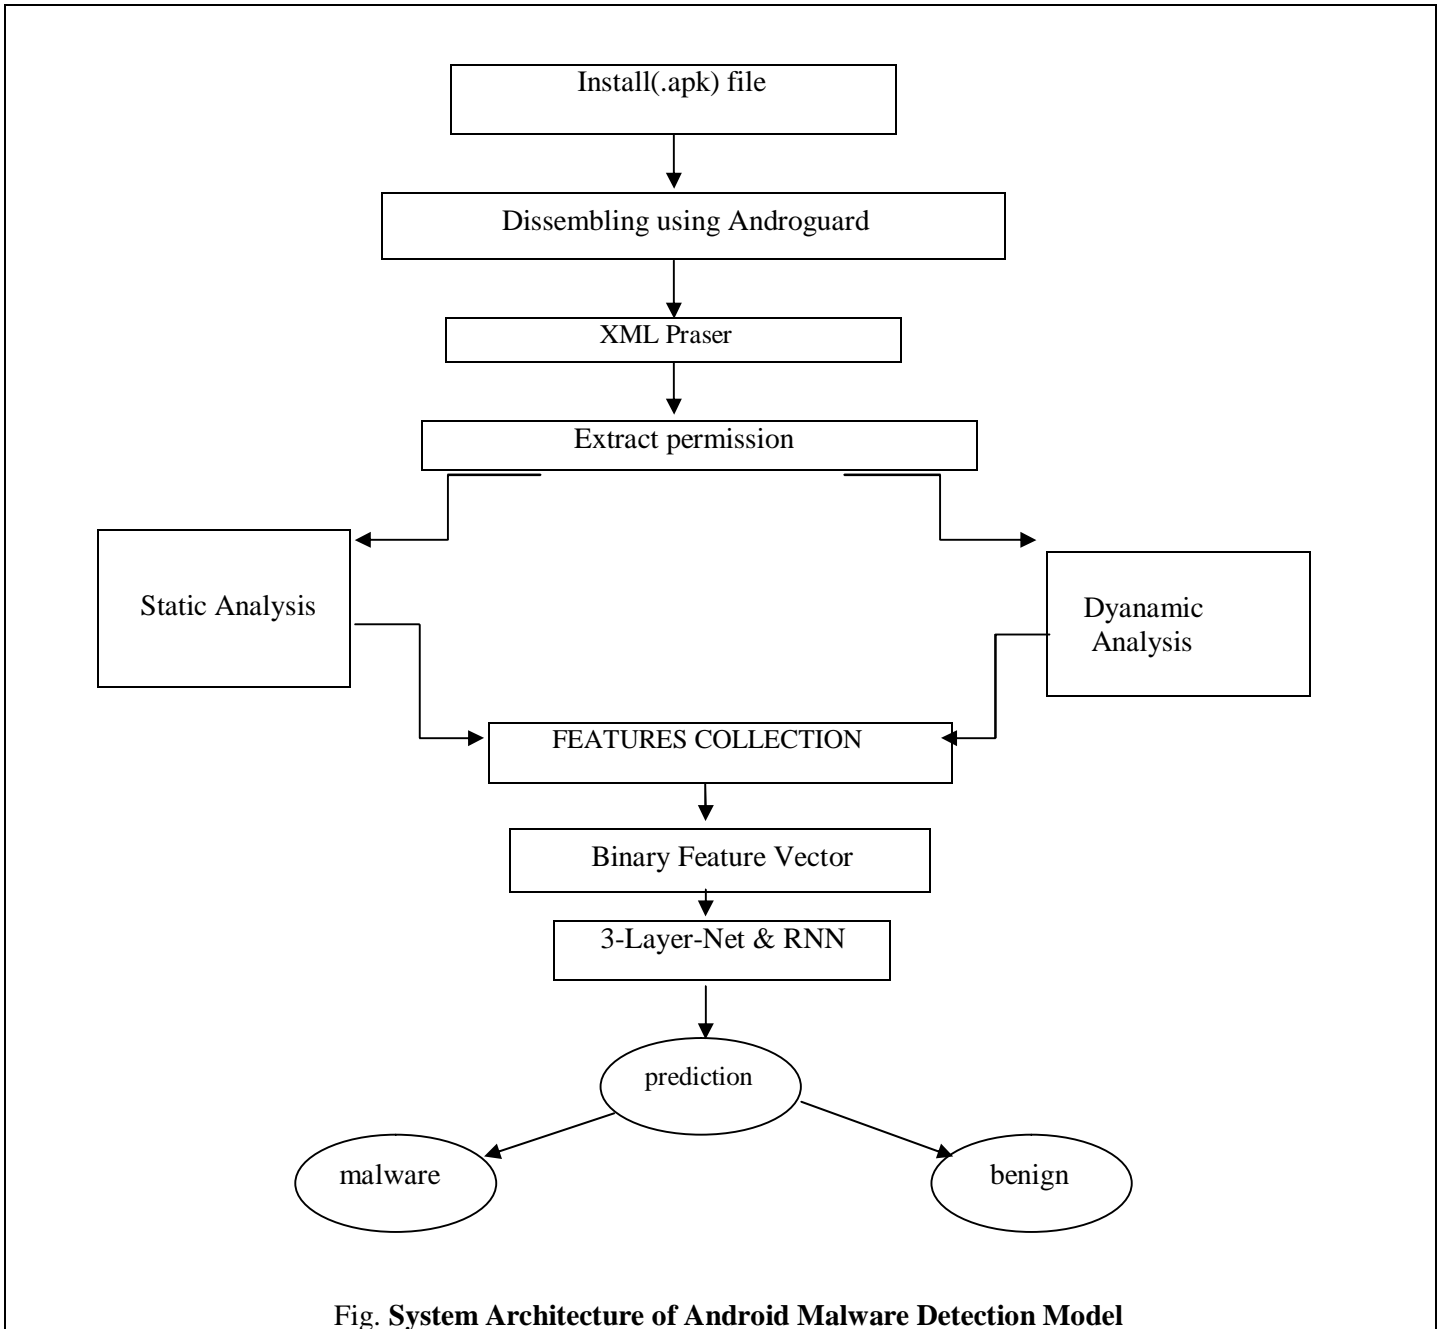 Install(.apk) file
Dissembling using Androguard
XML Praser
Extract permission
Static Analysis
Dyanamic
Analysis
FEATURES COLLECTION
Binary Feature Vector
3-Layer-Net & RNN
prediction
malware
benign
Fig. System Architecture of Android Malware Detection Model